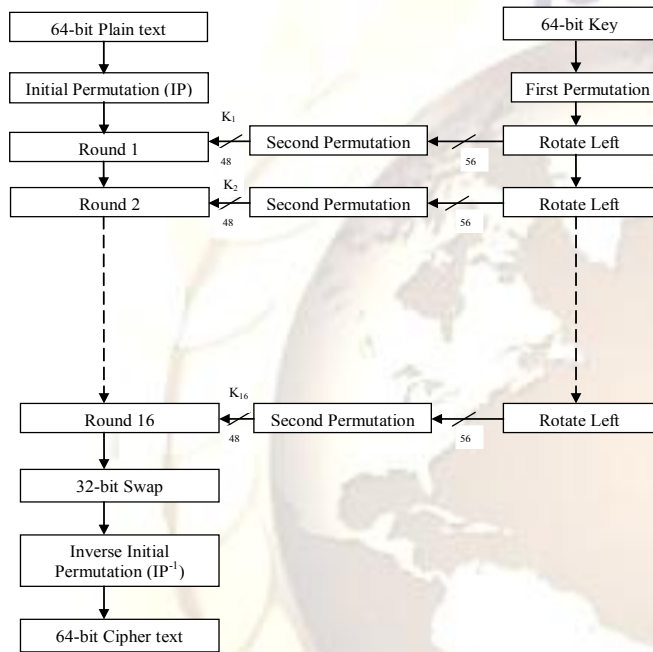 64-bit Plain text
64-bit Key
Initial Permutation (IP)
First Permutation
K1
Round 1
48
Second Permutation
56
Rotate Left
K2
Round 2
48
Second Permutation
56
Rotate Left
K16
Round 16
48
Second Permutation
56
Rotate Left
32-bit Swap
Inverse Initial
Permutation (IP-1)
64-bit Cipher text